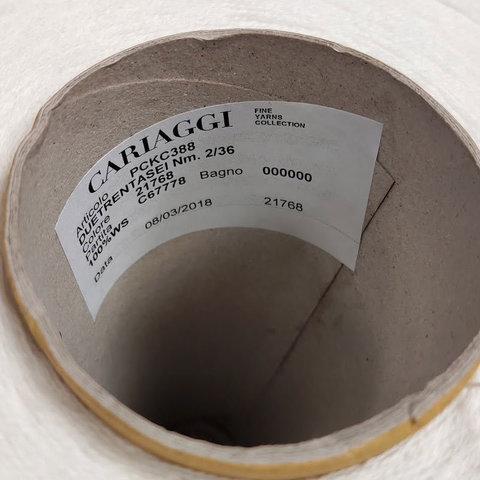 CARIAGGI
FINE
YARNS
COLLECTION
Articolo PCKC388
DUETRENTASEI Nm. 2/36
Colore 21768
Partita C67778 Bagno 000000
100%WS
Data 08/03/2018 21768